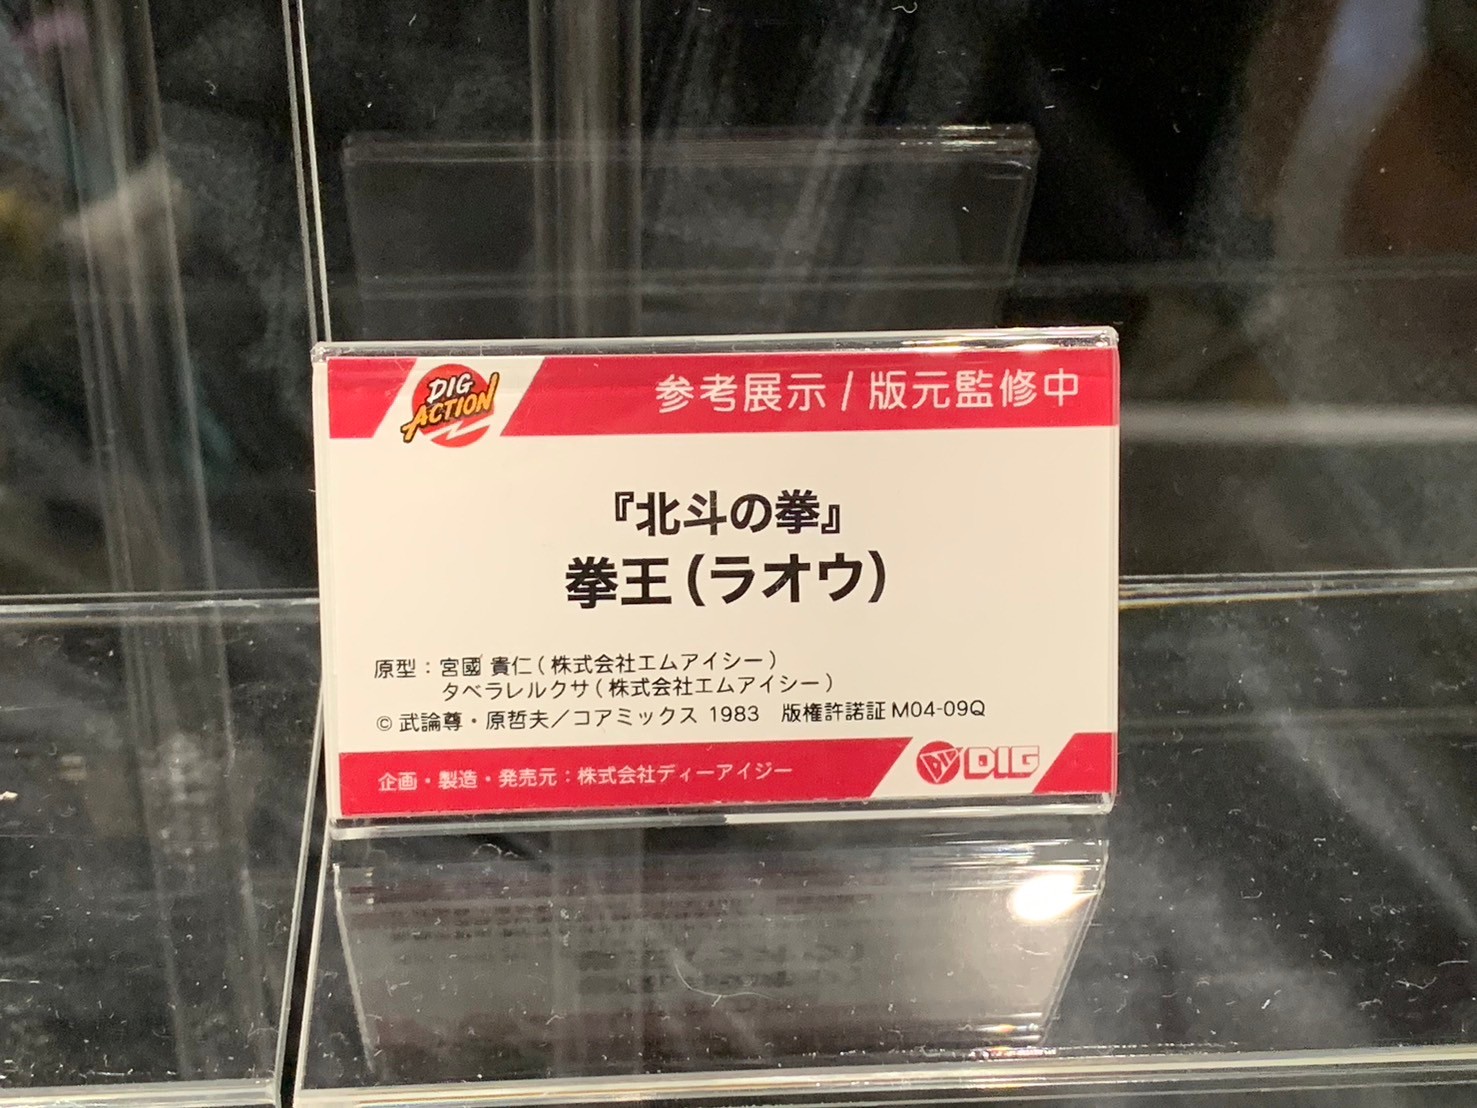 DIG
ACTION
参考展示 / 版元監修中
『北斗の拳』
拳王(ラオウ)
原型：宮國 貴仁(株式会社エムアイシー)
タベラレルクサ(株式会社エムアイシー)
© 武論尊・原哲夫／コアミックス 1983　版権許諾証 M04-09Q
企画・製造・発売元：株式会社ディーアイジー
DIG